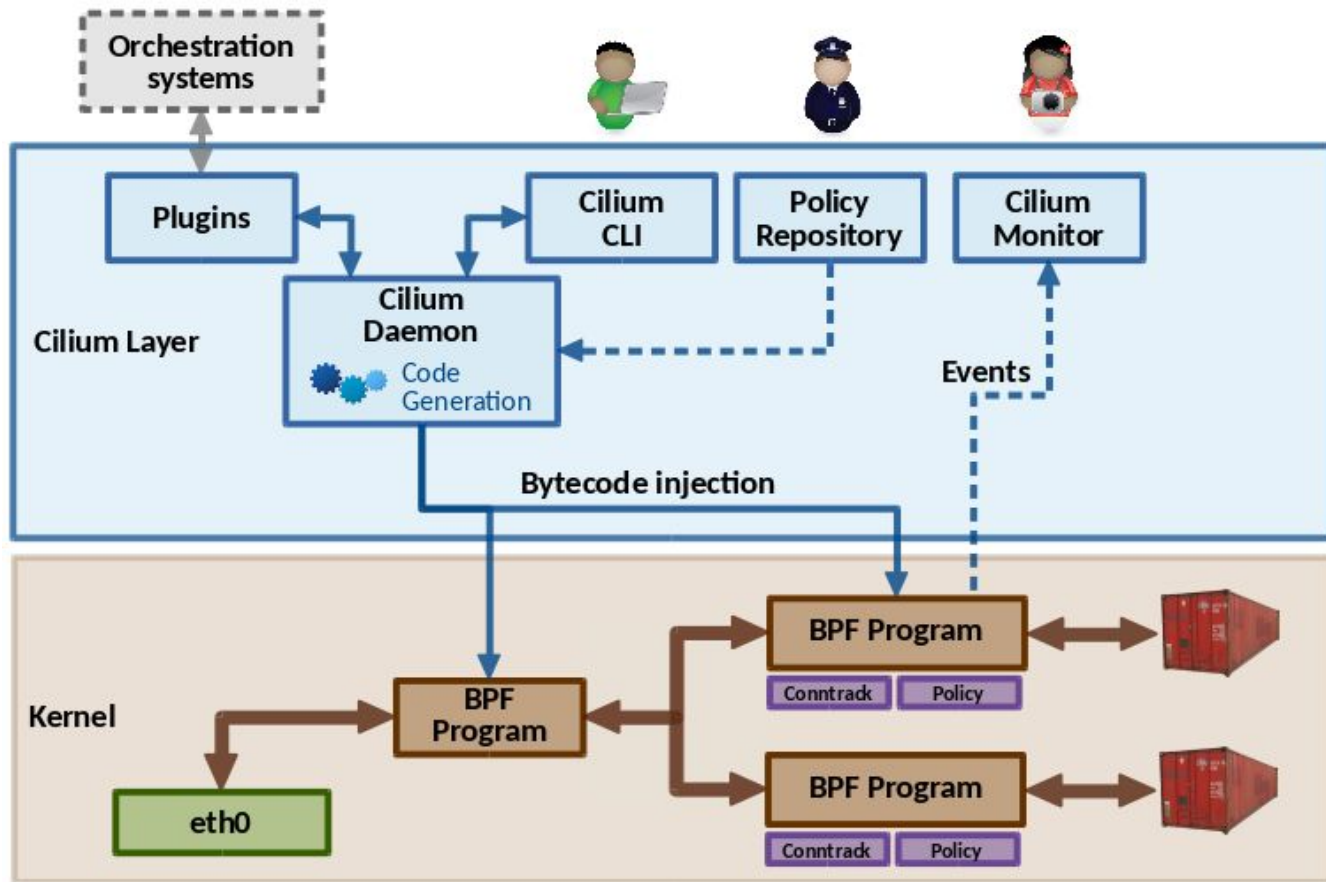 Orchestration
systems
Plugins
Cilium
CLI
Policy
Repository
Cilium
Monitor
Cilium
Daemon
Code
Generation
Cilium Layer
Events
Bytecode injection
BPF Program
Conntrack
Policy
BPF
Program
Kernel
BPF Program
Conntrack
Policy
eth0